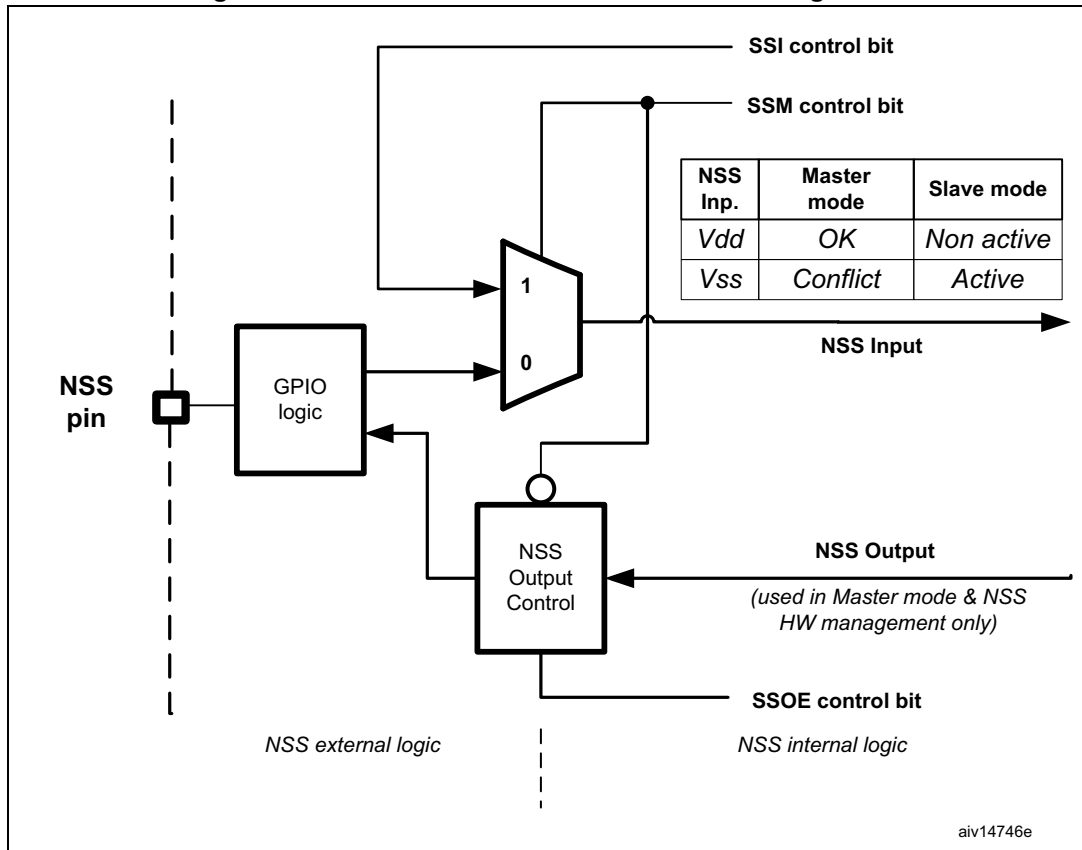 SSI control bit
SSM control bit
NSS Inp. Master mode Slave mode
Vdd OK Non active
Vss Conflict Active
1
0
NSS Input
NSS
pin
GPIO
logic
NSS
Output
Control
NSS Output
(used in Master mode & NSS
HW management only)
SSOE control bit
NSS external logic
NSS internal logic
aiv14746e